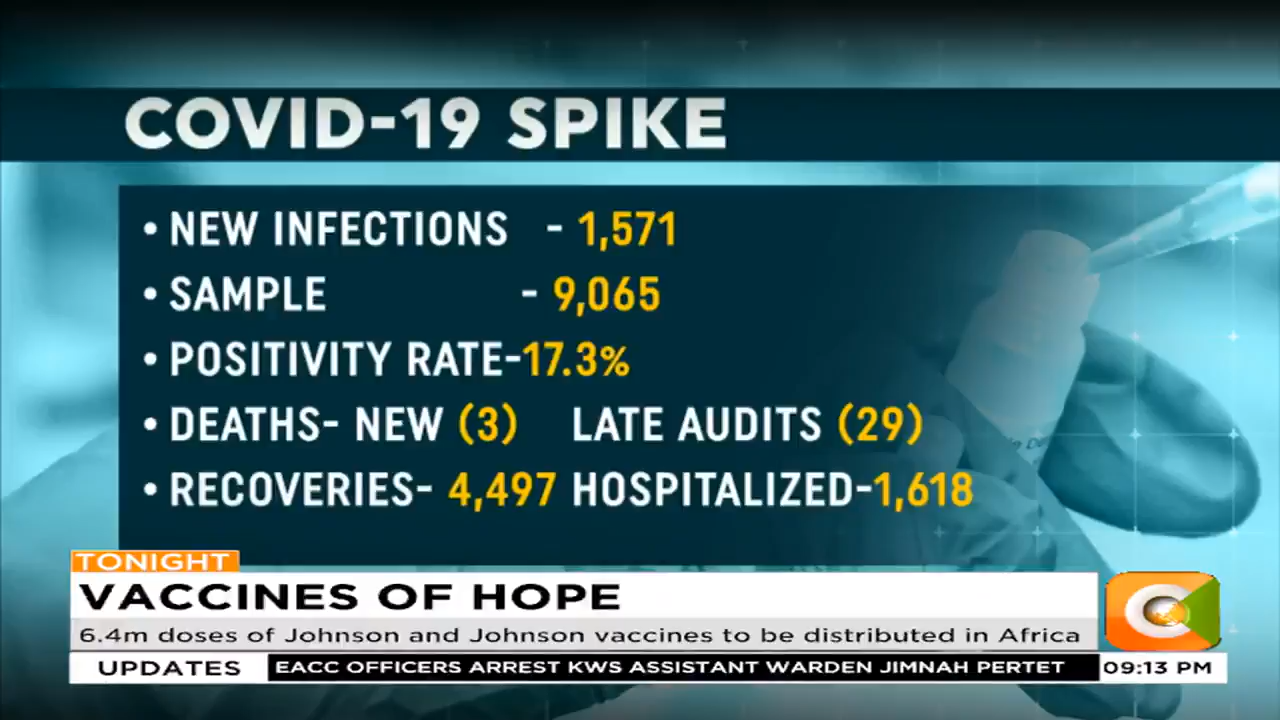 COVID-19 SPIKE
• NEW INFECTIONS - 1,571
• SAMPLE - 9,065
• POSITIVITY RATE-17.3%
• DEATHS- NEW (3) LATE AUDITS (29)
• RECOVERIES- 4,497 HOSPITALIZED-1,618
TONIGHT
VACCINES OF HOPE
6.4m doses of Johnson and Johnson vaccines to be distributed in Africa
UPDATES EACC OFFICERS ARREST KWS ASSISTANT WARDEN JIMNAH PERTET 09:13 PM